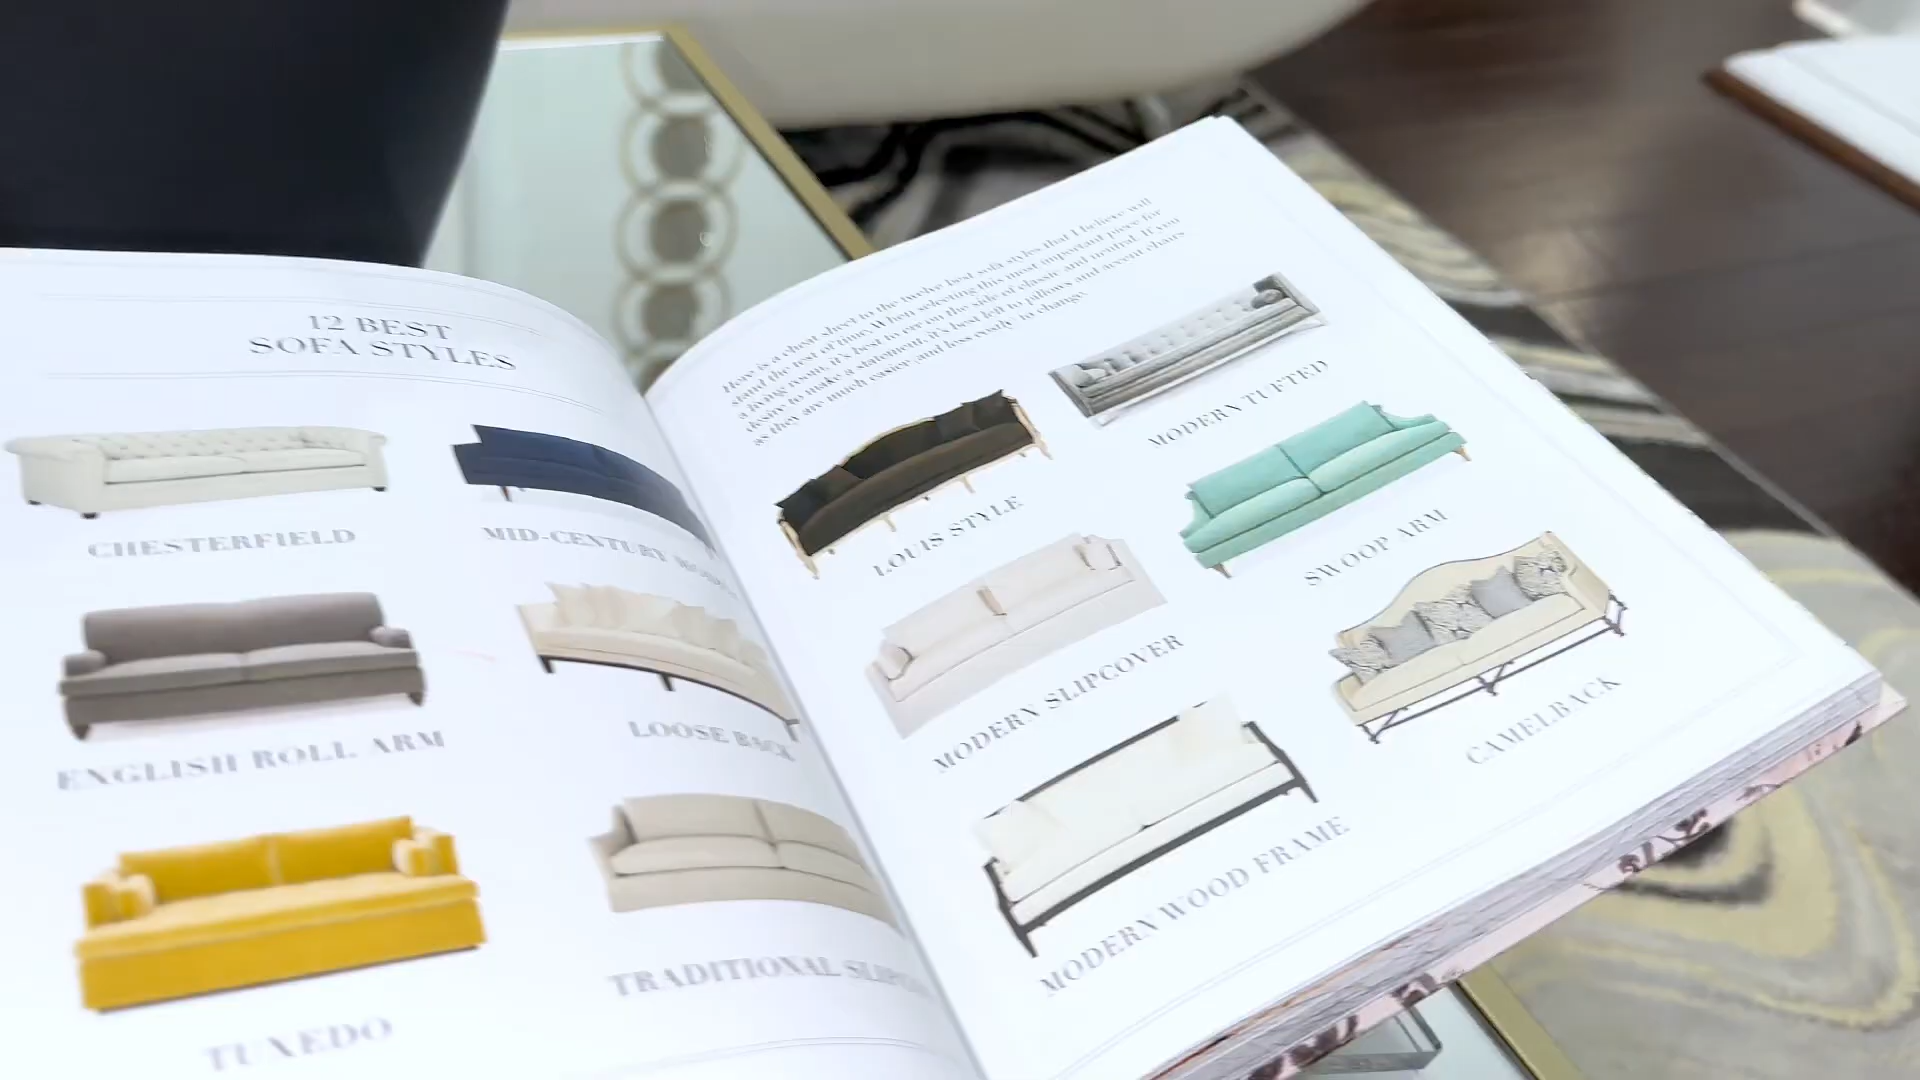 12 BEST
SOFA STYLES
CHESTERFIELD
MID-CENTURY
ENGLISH ROLL ARM
LOOSE BACK
TUXEDO
TRADITIONAL
Here is a cheat sheet to the twelve best sofa styles that I believe will
stand the test of time. When selecting this most important piece for
a living room, it's best to err on the side of classic and neutral. If you
desire to make a statement, it's best left to pillows and accent chairs
as they are much easier (and less costly) to change.
LOUIS STYLE
MODERN TUFTED
MODERN SLIPCOVER
SWOOP ARM
MODERN WOOD FRAME
CAMELBACK